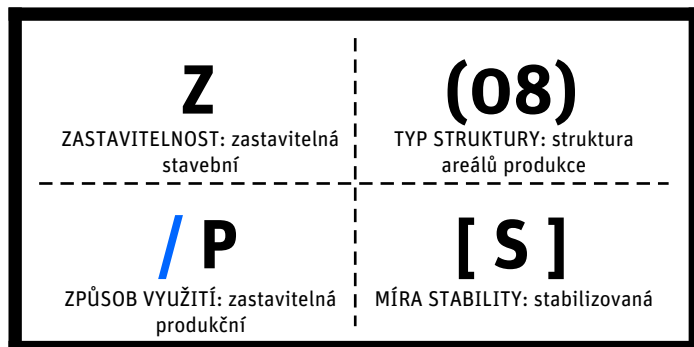 Z
ZASTAVITELNOST: zastavitelná
stavební
(08)
TYP STRUKTURY: struktura
areálů produkce
/ P
ZPŮSOB VYUŽITÍ: zastavitelná
produkční
[ S ]
MÍRA STABILITY: stabilizovaná